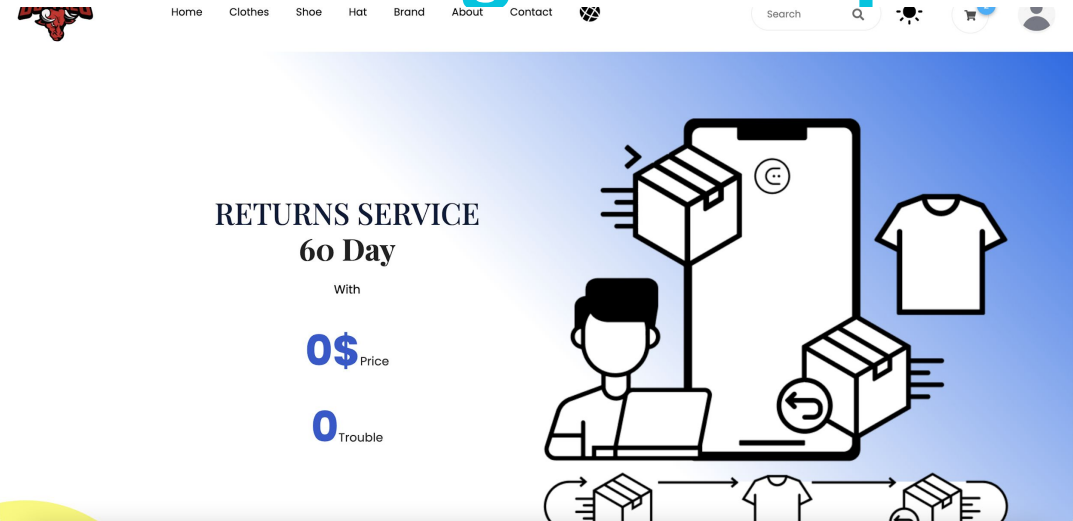 Home Clothes Shoe Hat Brand About Contact Search
RETURNS SERVICE
60 Day
With
0$ Price
0 Trouble